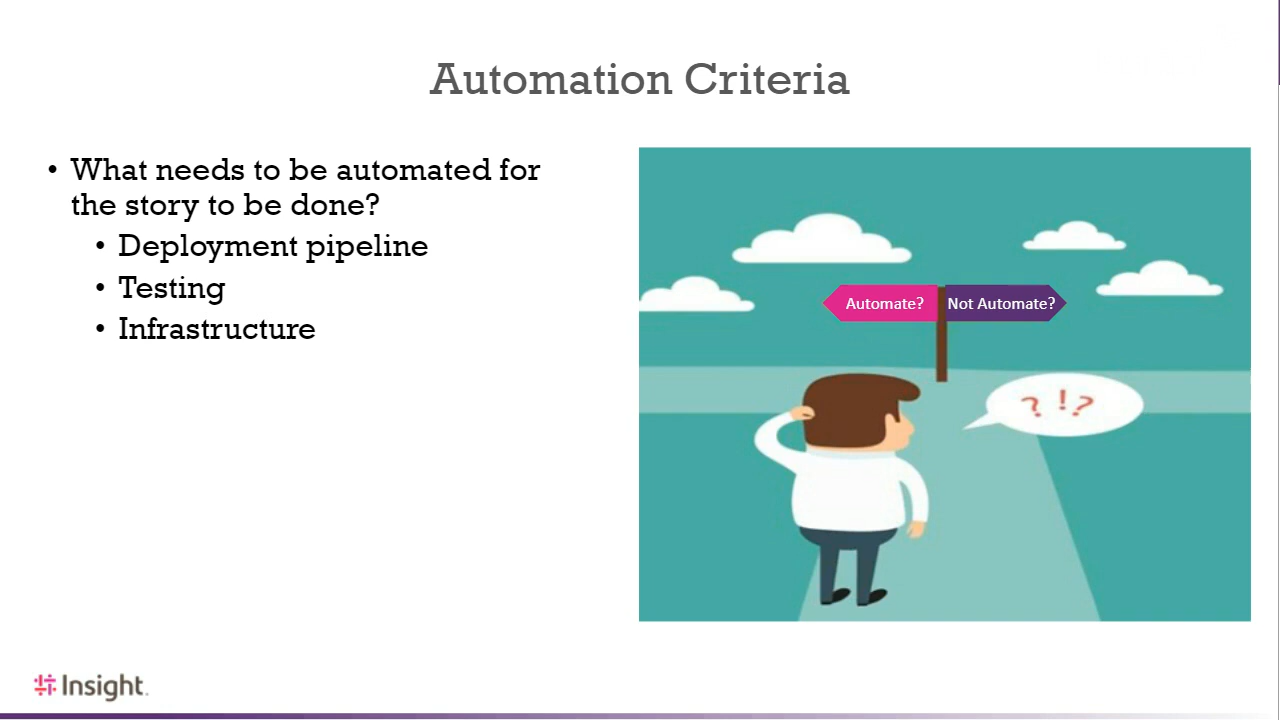 Automation Criteria
• What needs to be automated for
the story to be done?
• Deployment pipeline
• Testing
• Infrastructure
Automate? Not Automate?
? !?
Insight.